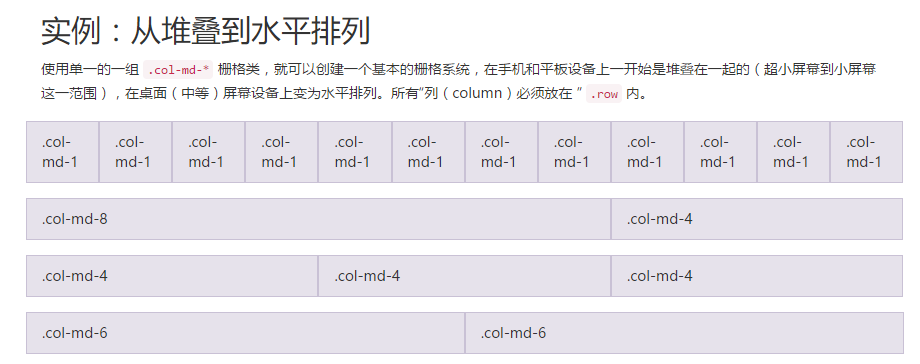 实例：从堆叠到水平排列
使用单一的一组 .col-md-* 栅格类，就可以创建一个基本的栅格系统，在手机和平板设备上一开始是堆叠在一起的（超小屏幕到小屏幕
这一范围），在桌面（中等）屏幕设备上变为水平排列。所有“列（column）必须放在 ” .row 内。
.col- .col- .col- .col- .col- .col- .col- .col- .col- .col- .col- .col-
md-1 md-1 md-1 md-1 md-1 md-1 md-1 md-1 md-1 md-1 md-1 md-1
.col-md-8 .col-md-4
.col-md-4 .col-md-4 .col-md-4
.col-md-6 .col-md-6